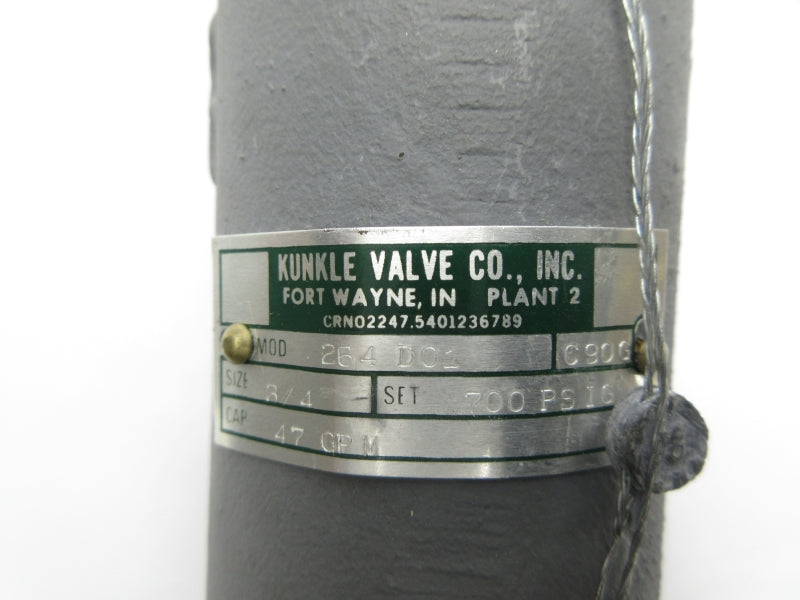 KUNKLE VALVE CO., INC.
FORT WAYNE, IN PLANT 2
CRN02247.5401236789
MOD 264 D01 C90G
SIZE 3/4 SET 700 PSIG
CAP 47 GPM